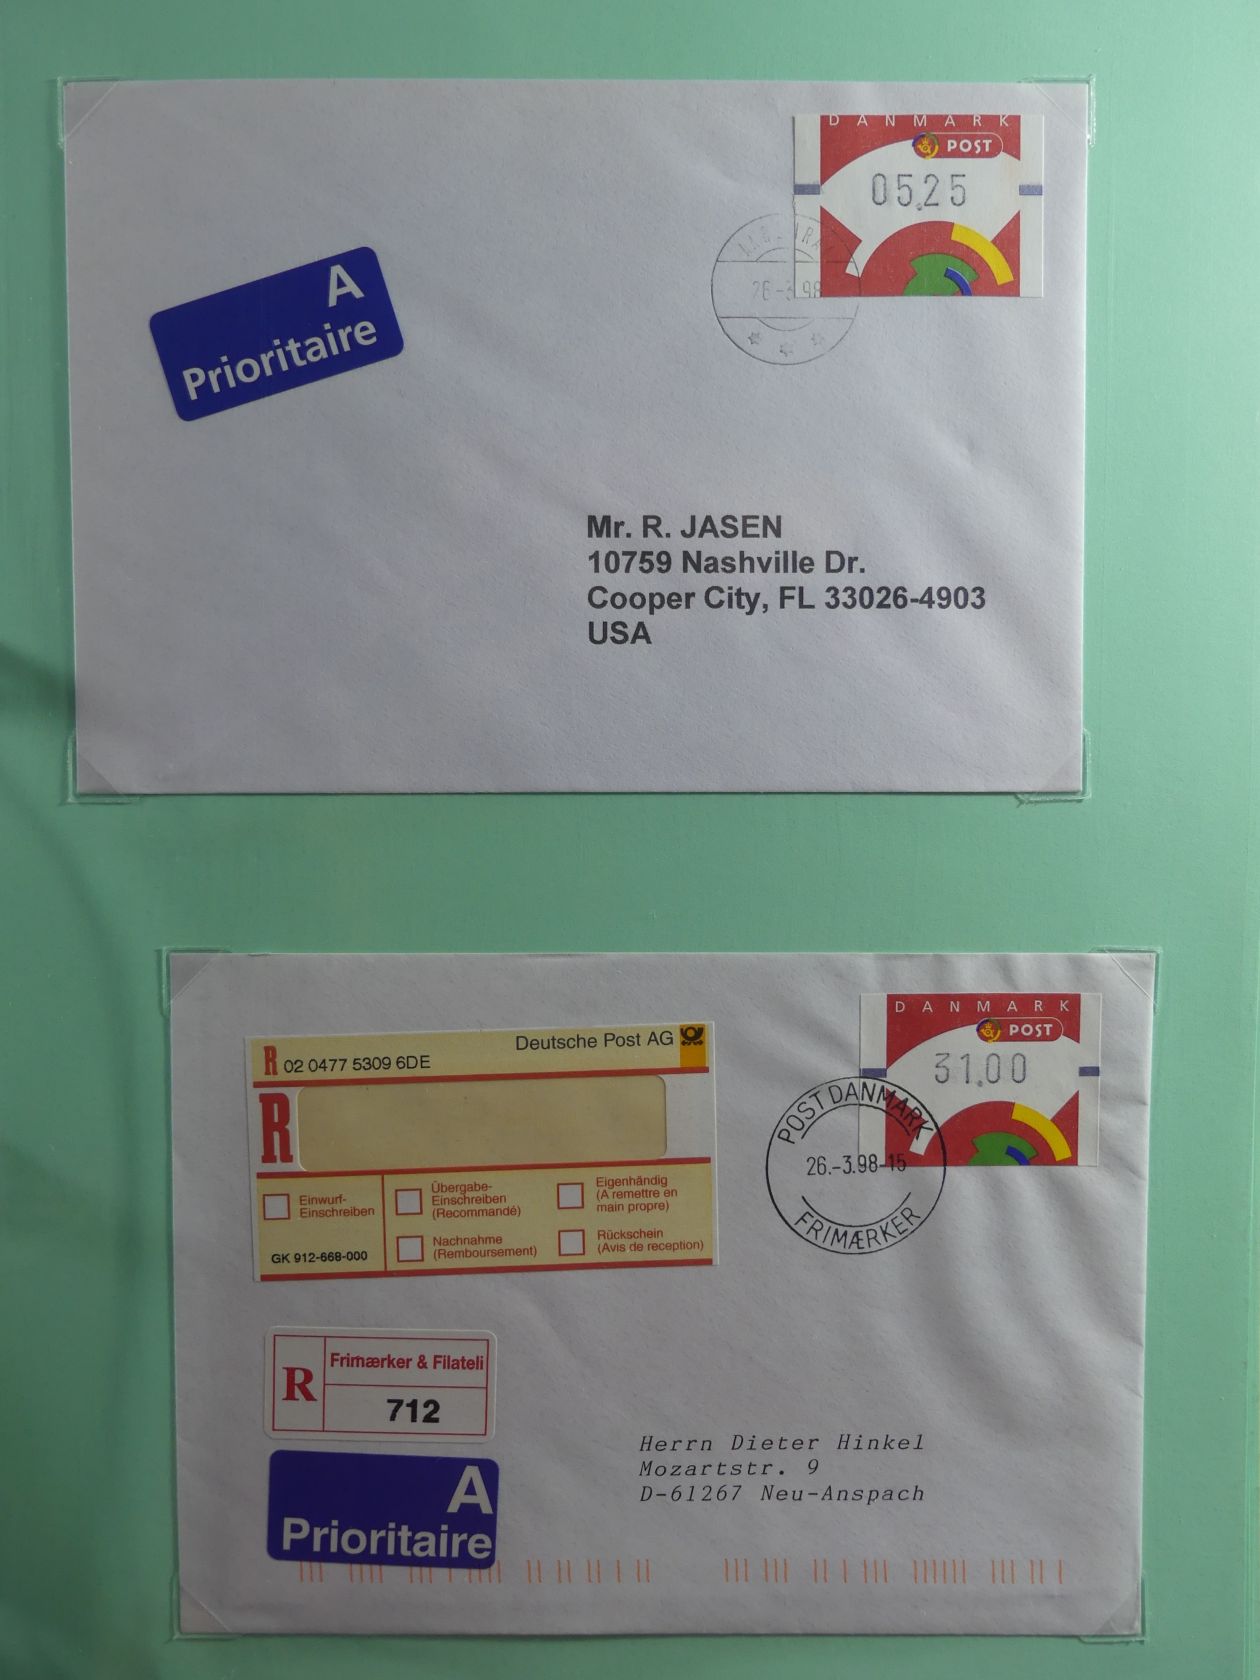 DANMARK
POST
05.25
26-3.98
A
Prioritaire
Mr. R. JASEN
10759 Nashville Dr.
Cooper City, FL 33026-4903
USA
DANMARK
POST
31.00
POST DANMARK
26.-3.98-15
FRIMÆRKER
Deutsche Post AG
R 02 0477 5309 6DE
R
Einwurf-
Einschreiben
Übergabe-
Einschreiben
(Recommandé)
Eigenhändig
(A remettre en
main propre)
GK 912-668-000
Nachnahme
(Remboursement)
Rückschein
(Avis de reception)
R
Frimærker & Filateli
712
A
Prioritaire
Herrn Dieter Hinkel
Mozartstr. 9
D-61267 Neu-Anspach